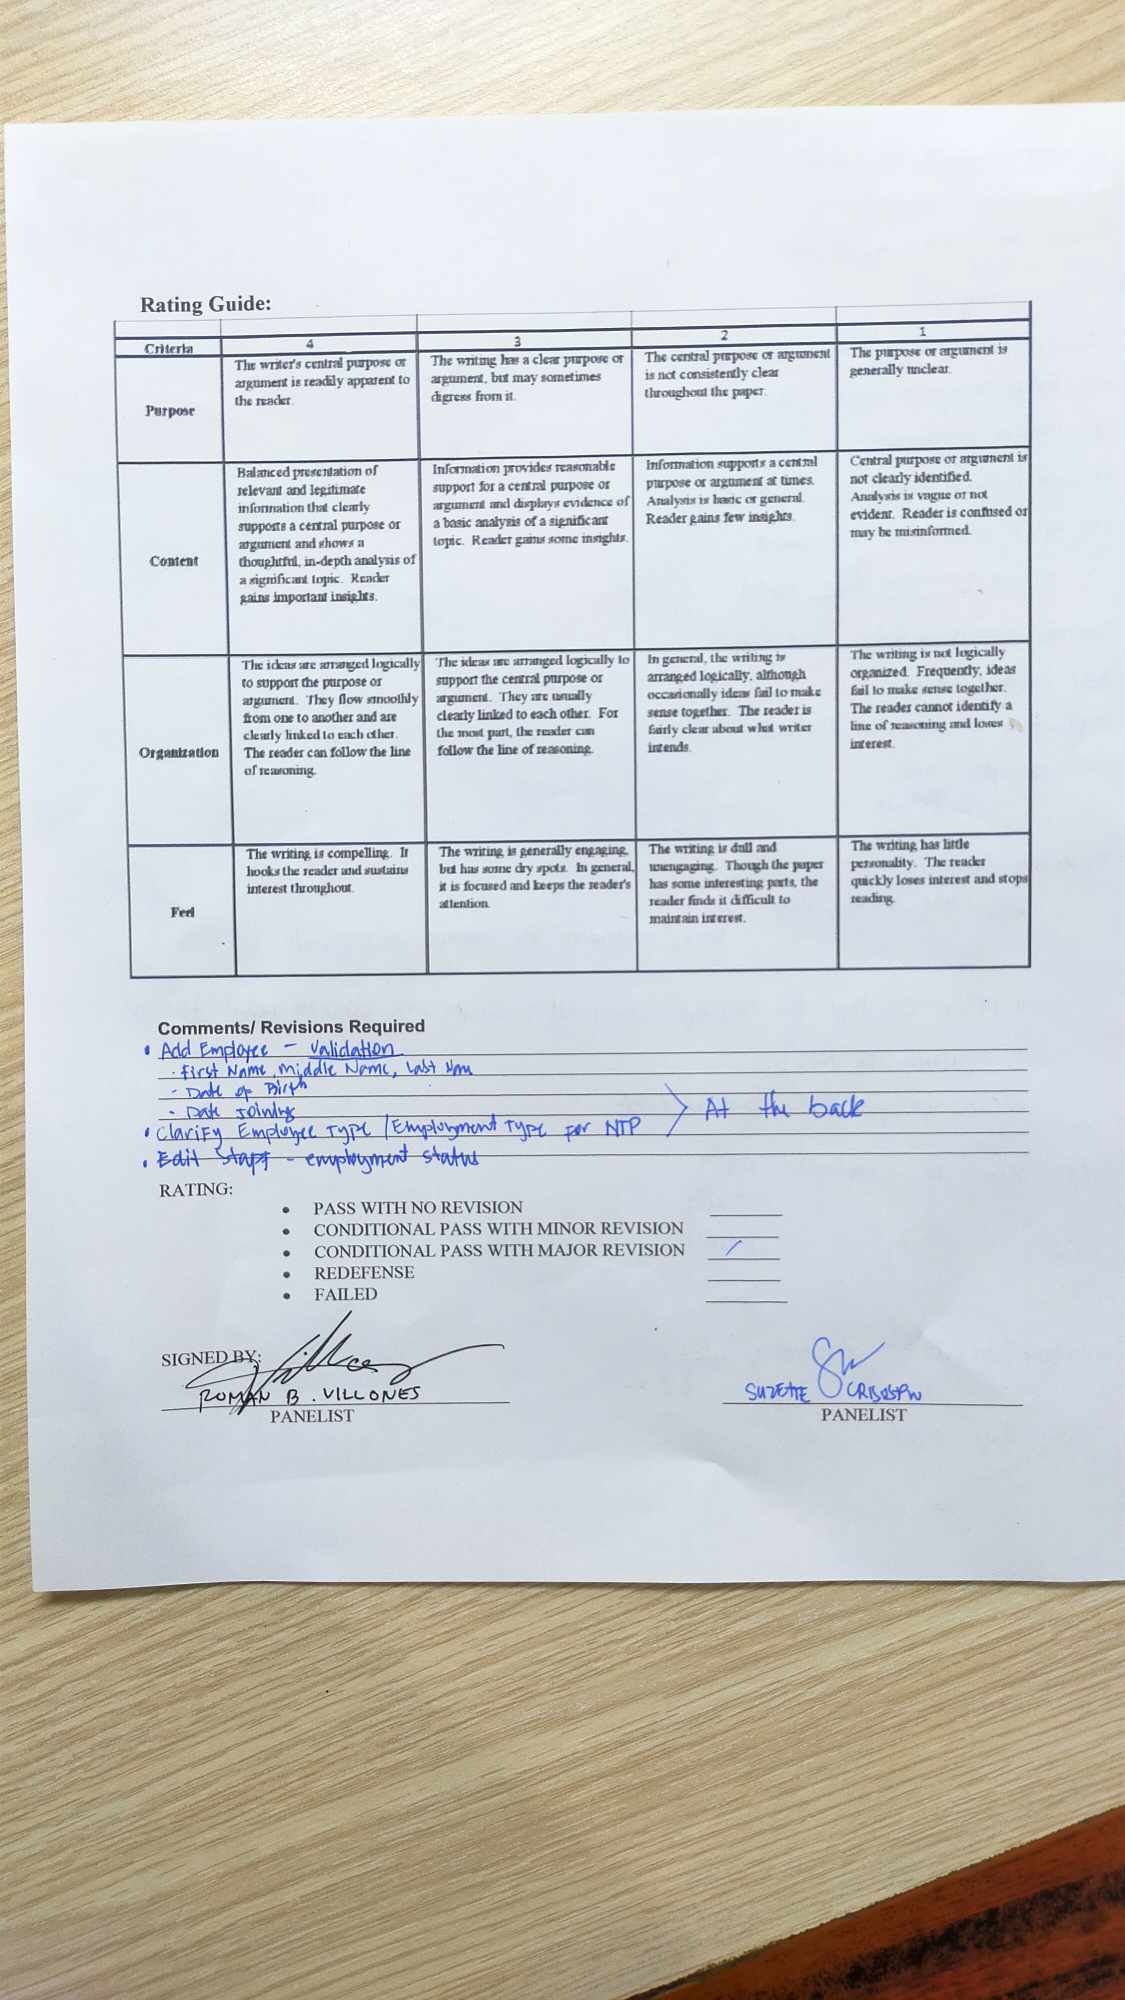 Rating Guide:
Criteria 4 3 2 1
Purpose
The writer's central purpose or
argument is readily apparent to
the reader.
The writing has a clear purpose or
argument, but may sometimes
digress from it.
The central purpose or argument
is not consistently clear
throughout the paper.
The purpose or argument is
generally unclear.
Content
Balanced presentation of
relevant and legitimate
information that clearly
supports a central purpose or
argument and shows a
thoughtful, in-depth analysis of
a significant topic. Reader
gains important insights.
Information provides reasonable
support for a central purpose or
argument and displays evidence of
a basic analysis of a significant
topic. Reader gains some insights.
Information supports a central
purpose or argument at times.
Analysis is basic or general.
Reader gains few insights.
Central purpose or argument is
not clearly identified.
Analysis is vague or not
evident. Reader is confused or
may be misinformed.
Organization
The ideas are arranged logically
to support the purpose or
argument. They flow smoothly
from one to another and are
clearly linked to each other.
The reader can follow the line
of reasoning.
The ideas are arranged logically to
support the central purpose or
argument. They are usually
clearly linked to each other. For
the most part, the reader can
follow the line of reasoning.
In general, the writing is
arranged logically, although
occasionally ideas fail to make
sense together. The reader is
fairly clear about what writer
intends.
The writing is not logically
organized. Frequently, ideas
fail to make sense together.
The reader cannot identify a
line of reasoning and loses
interest.
Feel
The writing is compelling. It
hooks the reader and sustains
interest throughout.
The writing is generally engaging,
but has some dry spots. In general,
it is focused and keeps the reader's
attention.
The writing is dull and
unengaging. Though the paper
has some interesting parts, the
reader finds it difficult to
maintain interest.
The writing has little
personality. The reader
quickly loses interest and stops
reading.
Comments/ Revisions Required
• Add Employee - Validation
- First Name, Middle Name, Last
- Date of Birth
- Date Joining
• Clarify Employee Type / Employment Type for NTP
At the back
• Edit Staff - employment status
RATING:
• PASS WITH NO REVISION
• CONDITIONAL PASS WITH MINOR REVISION
• CONDITIONAL PASS WITH MAJOR REVISION /
• REDEFENSE
• FAILED
SIGNED BY:
ROMAN B. VILLONES
PANELIST
SUZETTE
PANELIST